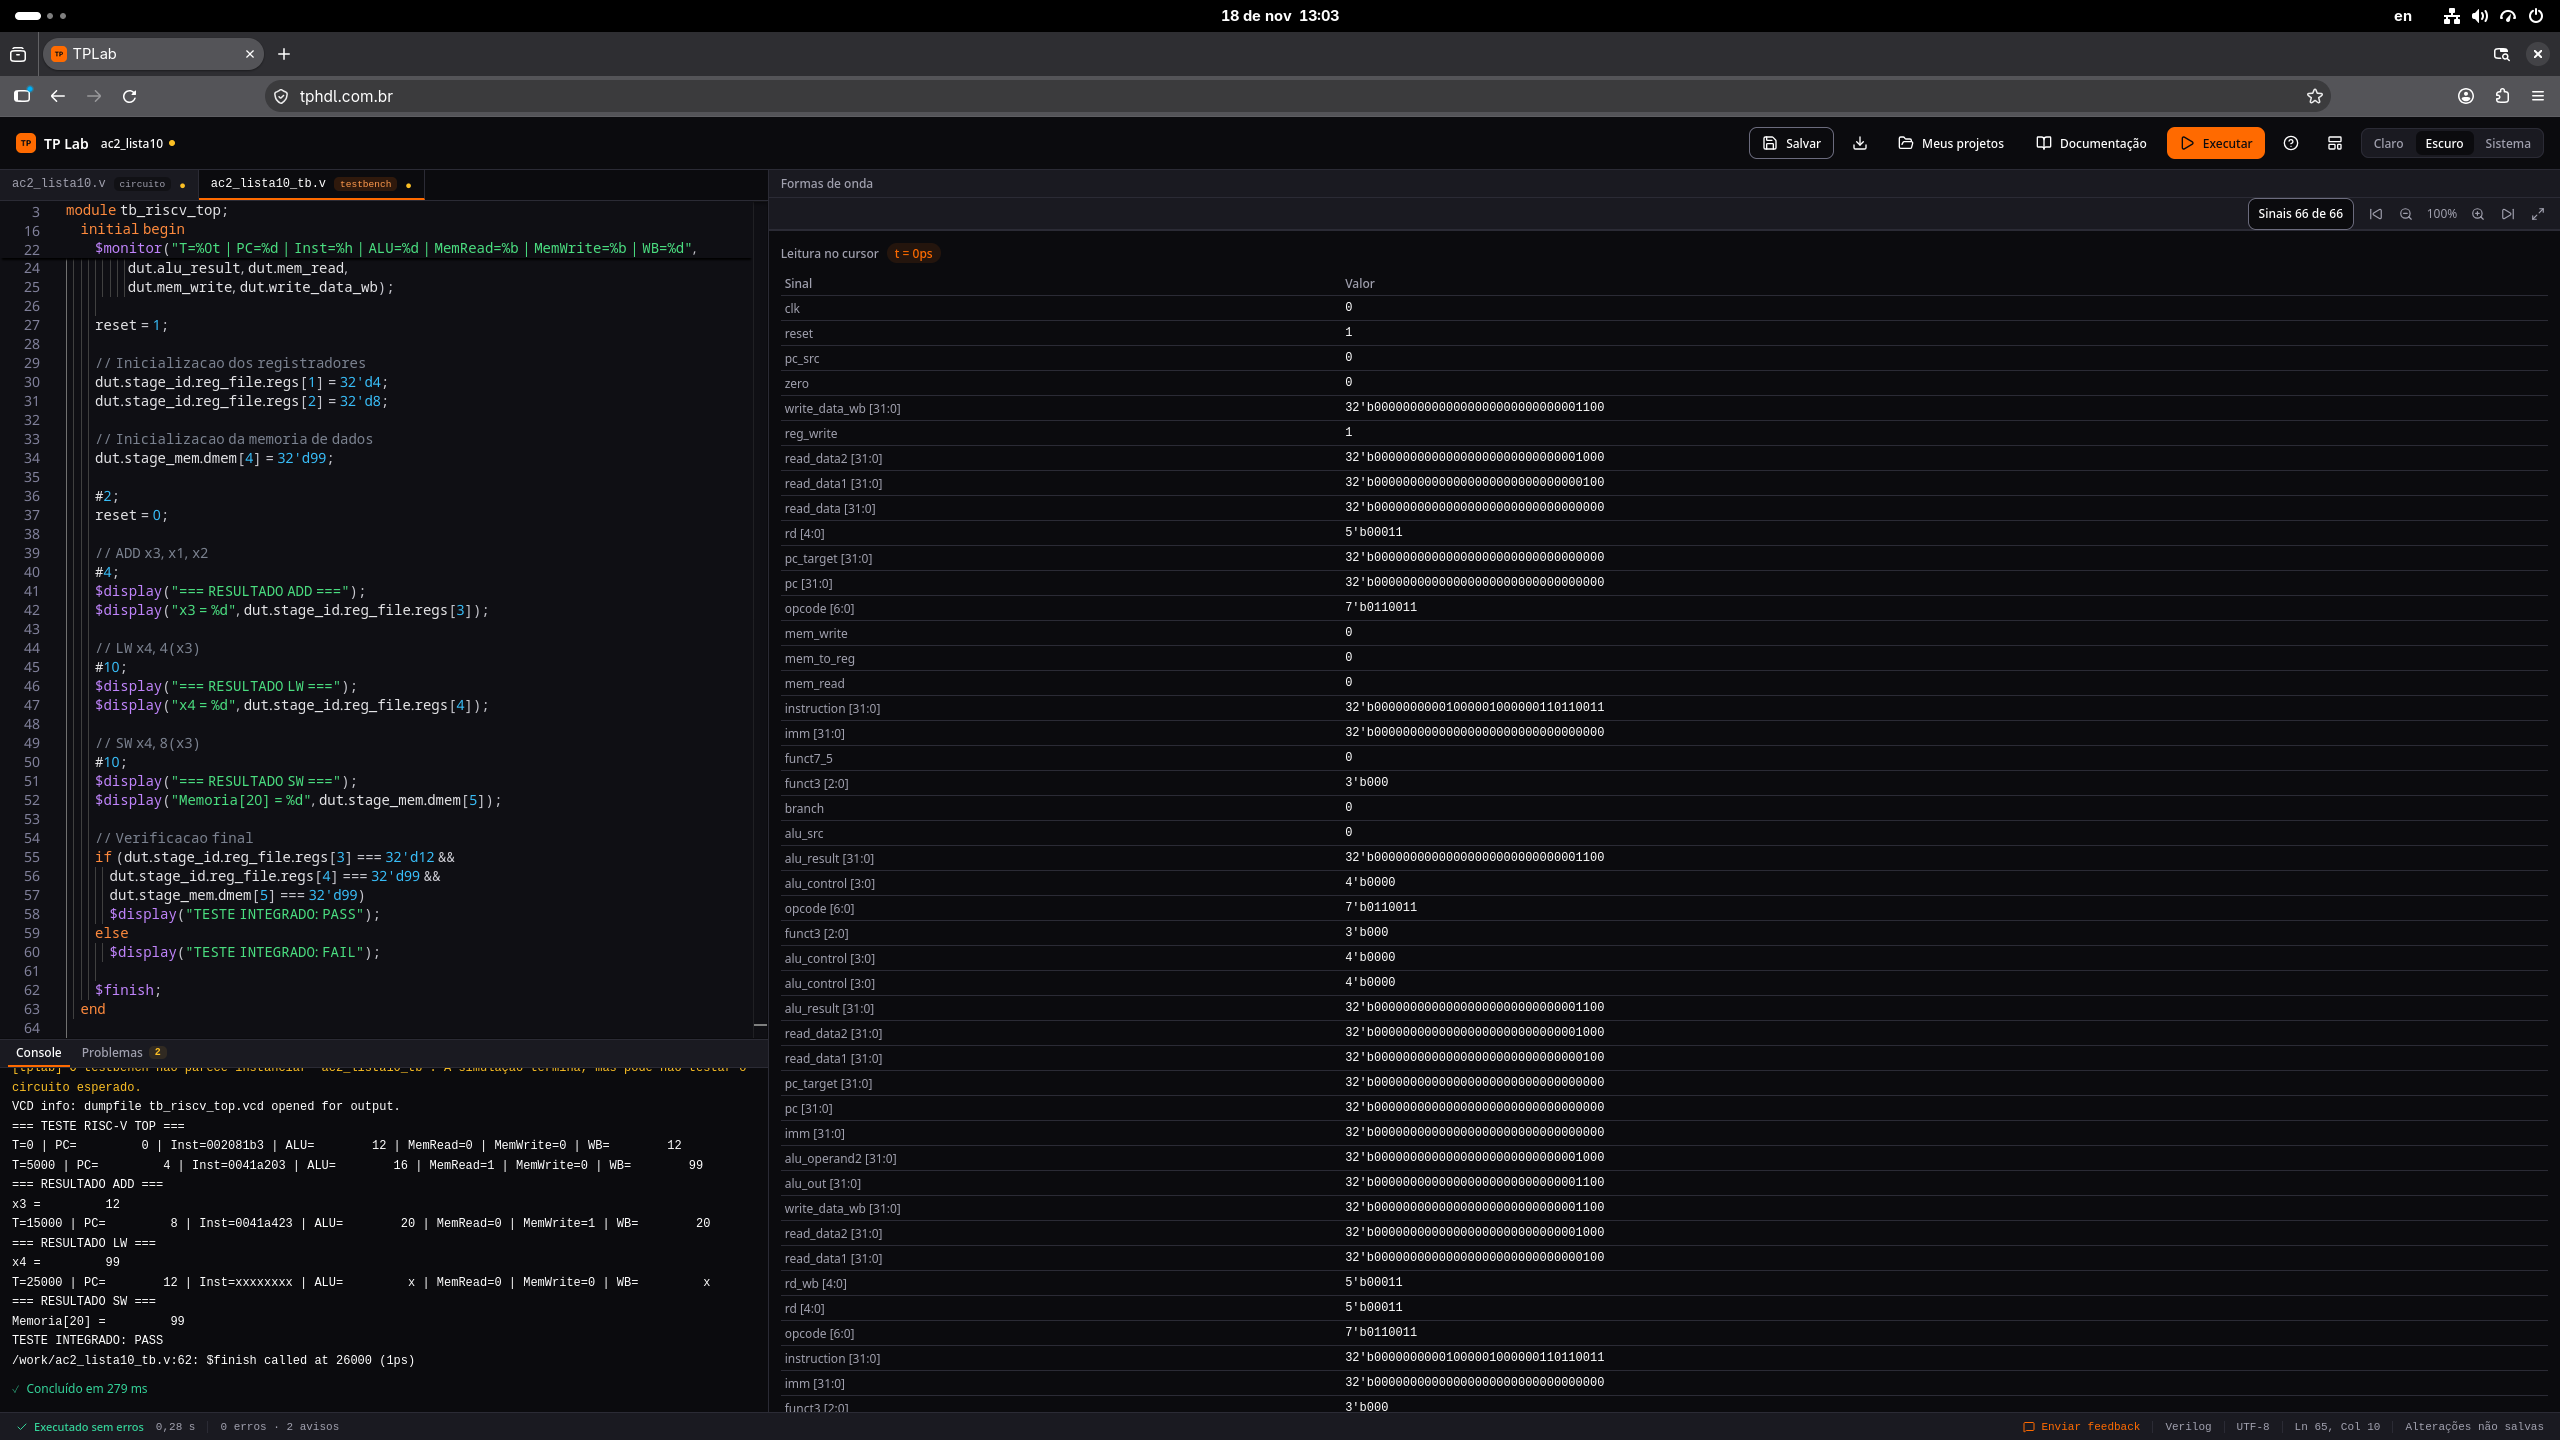 18 de nov 13:03
en
TPLab
tphdl.com.br
TP TP Lab ac2_lista10
Salvar
Meus projetos
Documentação
Executar
Claro Escuro Sistema
ac2_lista10.v circuito
ac2_lista10_tb.v testbench
3 module tb_riscv_top;
16 initial begin
22 $monitor("T=%0t | PC=%d | Inst=%h | ALU=%d | MemRead=%b | MemWrite=%b | WB=%d",
24 dut.alu_result, dut.mem_read,
25 dut.mem_write, dut.write_data_wb);
26
27 reset = 1;
28
29 // Inicializacao dos registradores
30 dut.stage_id.reg_file.regs[1] = 32'd4;
31 dut.stage_id.reg_file.regs[2] = 32'd8;
32
33 // Inicializacao da memoria de dados
34 dut.stage_mem.dmem[4] = 32'd99;
35
36 #2;
37 reset = 0;
38
39 // ADD x3, x1, x2
40 #4;
41 $display("=== RESULTADO ADD ===");
42 $display("x3 = %d", dut.stage_id.reg_file.regs[3]);
43
44 // LW x4, 4(x3)
45 #10;
46 $display("=== RESULTADO LW ===");
47 $display("x4 = %d", dut.stage_id.reg_file.regs[4]);
48
49 // SW x4, 8(x3)
50 #10;
51 $display("=== RESULTADO SW ===");
52 $display("Memoria[20] = %d", dut.stage_mem.dmem[5]);
53
54 // Verificacao final
55 if (dut.stage_id.reg_file.regs[3] === 32'd12 &&
56 dut.stage_id.reg_file.regs[4] === 32'd99 &&
57 dut.stage_mem.dmem[5] === 32'd99)
58 $display("TESTE INTEGRADO: PASS");
59 else
60 $display("TESTE INTEGRADO: FAIL");
61
62 $finish;
63 end
64
Console Problemas 2
[tplab] O testbench não parece instanciar "ac2_lista10_tb". A simulação termina, mas pode não testar o
circuito esperado.
VCD info: dumpfile tb_riscv_top.vcd opened for output.
=== TESTE RISC-V TOP ===
T=0 | PC= 0 | Inst=002081b3 | ALU= 12 | MemRead=0 | MemWrite=0 | WB= 12
T=5000 | PC= 4 | Inst=0041a203 | ALU= 16 | MemRead=1 | MemWrite=0 | WB= 99
=== RESULTADO ADD ===
x3 = 12
T=15000 | PC= 8 | Inst=0041a423 | ALU= 20 | MemRead=0 | MemWrite=1 | WB= 20
=== RESULTADO LW ===
x4 = 99
T=25000 | PC= 12 | Inst=xxxxxxxx | ALU= x | MemRead=0 | MemWrite=0 | WB= x
=== RESULTADO SW ===
Memoria[20] = 99
TESTE INTEGRADO: PASS
/work/ac2_lista10_tb.v:62: $finish called at 26000 (1ps)
✓ Concluído em 279 ms
Formas de onda
Sinais 66 de 66
100%
Leitura no cursor t = 0ps
Sinal Valor
clk 0
reset 1
pc_src 0
zero 0
write_data_wb [31:0] 32'b00000000000000000000000000001100
reg_write 1
read_data2 [31:0] 32'b00000000000000000000000000001000
read_data1 [31:0] 32'b00000000000000000000000000000100
read_data [31:0] 32'b00000000000000000000000000000000
rd [4:0] 5'b00011
pc_target [31:0] 32'b00000000000000000000000000000000
pc [31:0] 32'b00000000000000000000000000000000
opcode [6:0] 7'b0110011
mem_write 0
mem_to_reg 0
mem_read 0
instruction [31:0] 32'b00000000001000001000000110110011
imm [31:0] 32'b00000000000000000000000000000000
funct7_5 0
funct3 [2:0] 3'b000
branch 0
alu_src 0
alu_result [31:0] 32'b00000000000000000000000000001100
alu_control [3:0] 4'b0000
opcode [6:0] 7'b0110011
funct3 [2:0] 3'b000
alu_control [3:0] 4'b0000
alu_control [3:0] 4'b0000
alu_result [31:0] 32'b00000000000000000000000000001100
read_data2 [31:0] 32'b00000000000000000000000000001000
read_data1 [31:0] 32'b00000000000000000000000000000100
pc_target [31:0] 32'b00000000000000000000000000000000
pc [31:0] 32'b00000000000000000000000000000000
imm [31:0] 32'b00000000000000000000000000000000
alu_operand2 [31:0] 32'b00000000000000000000000000001000
alu_out [31:0] 32'b00000000000000000000000000001100
write_data_wb [31:0] 32'b00000000000000000000000000001100
read_data2 [31:0] 32'b00000000000000000000000000001000
read_data1 [31:0] 32'b00000000000000000000000000000100
rd_wb [4:0] 5'b00011
rd [4:0] 5'b00011
opcode [6:0] 7'b0110011
instruction [31:0] 32'b00000000001000001000000110110011
imm [31:0] 32'b00000000000000000000000000000000
funct3 [2:0] 3'b000
Executado sem erros 0,28 s 0 erros · 2 avisos
Enviar feedback Verilog UTF-8 Ln 65, Col 10 Alterações não salvas